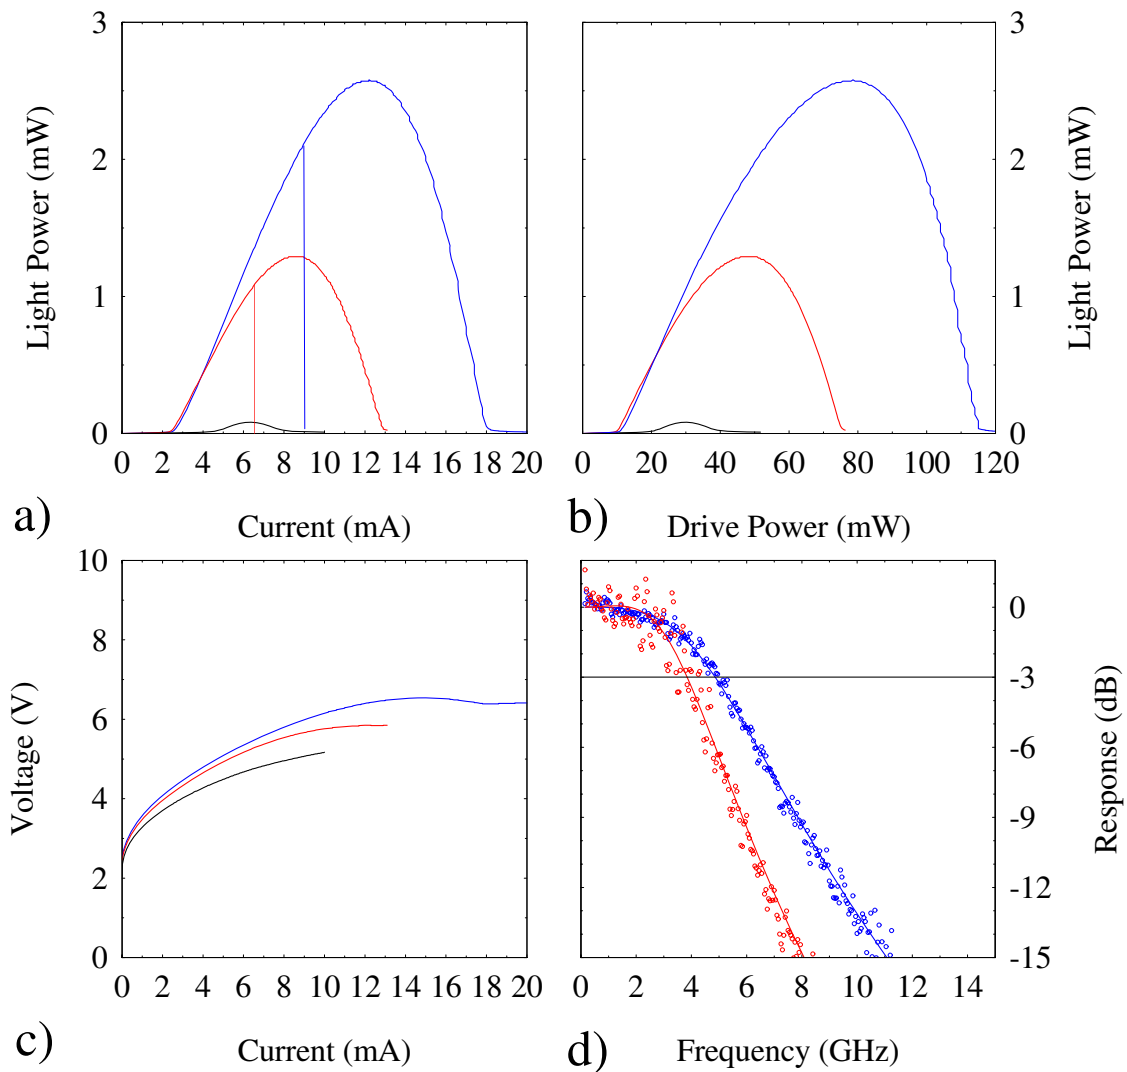 3
2
1
0
Light Power (mW)
0 2 4 6 8 10 12 14 16 18 20
a)
Current (mA)
3
2
1
0
Light Power (mW)
0 20 40 60 80 100 120
b)
Drive Power (mW)
10
8
6
4
2
0
Voltage (V)
0 2 4 6 8 10 12 14 16 18 20
c)
Current (mA)
0
-3
-6
-9
-12
-15
Response (dB)
0 2 4 6 8 10 12 14
d)
Frequency (GHz)